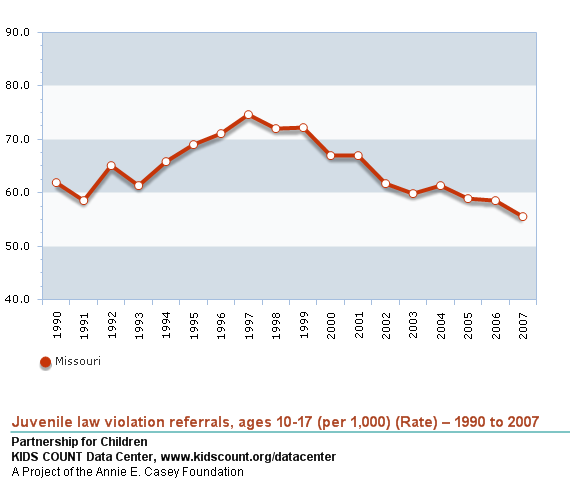 90.0
80.0
70.0
60.0
50.0
40.0
1990 1991 1992 1993 1994 1995 1996 1997 1998 1999 2000 2001 2002 2003 2004 2005 2006 2007
Missouri
Juvenile law violation referrals, ages 10-17 (per 1,000) (Rate) – 1990 to 2007
Partnership for Children
KIDS COUNT Data Center, www.kidscount.org/datacenter
A Project of the Annie E. Casey Foundation